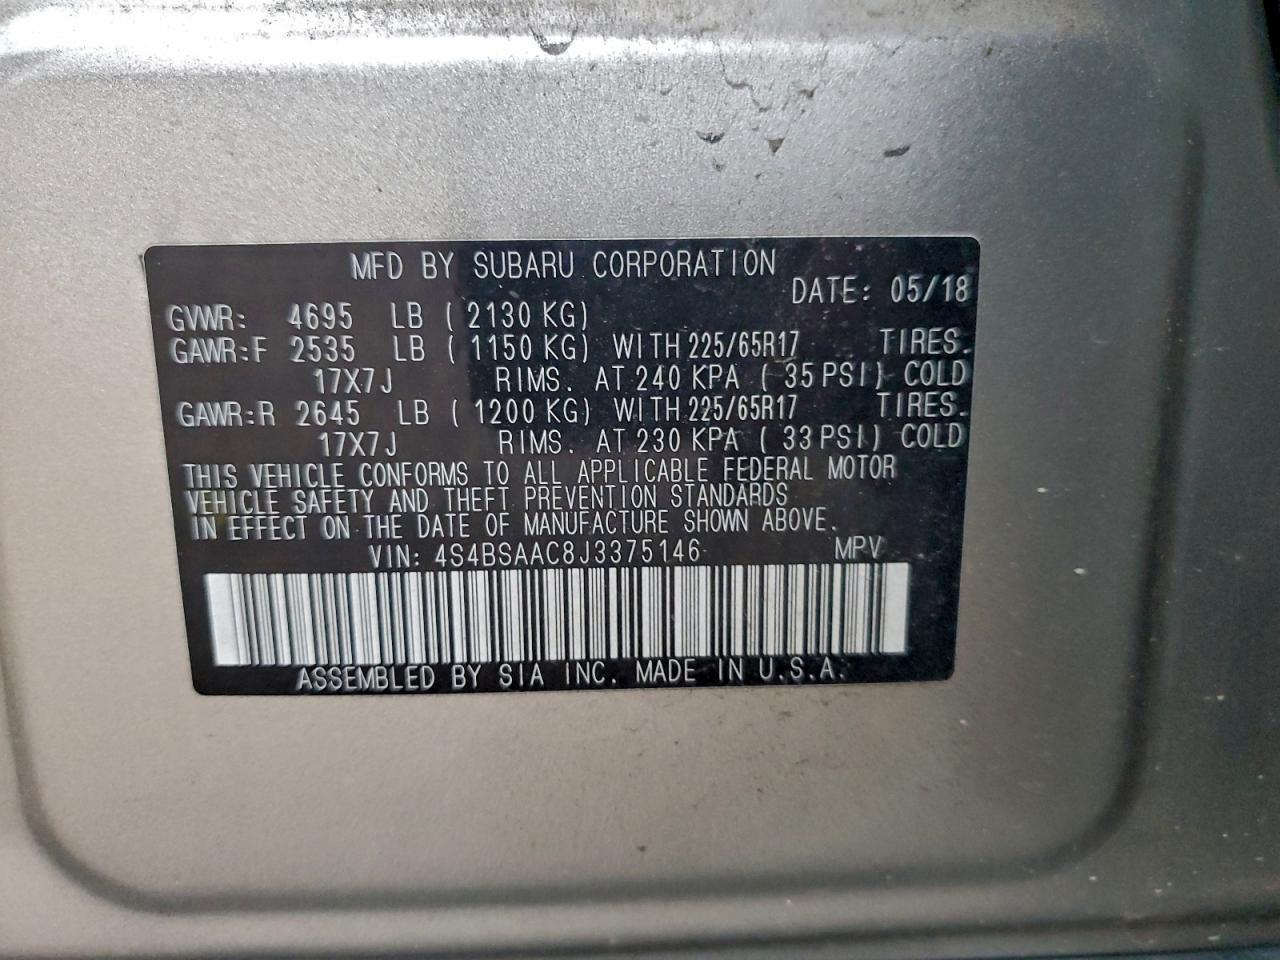 MFD BY SUBARU CORPORATION
DATE: 05/18
GVWR: 4695 LB ( 2130 KG)
GAWR:F 2535 LB ( 1150 KG) WITH 225/65R17 TIRES.
17X7J RIMS. AT 240 KPA ( 35 PSI) COLD
GAWR:R 2645 LB ( 1200 KG) WITH 225/65R17 TIRES.
17X7J RIMS. AT 230 KPA ( 33 PSI) COLD
THIS VEHICLE CONFORMS TO ALL APPLICABLE FEDERAL MOTOR
VEHICLE SAFETY AND THEFT PREVENTION STANDARDS
IN EFFECT ON THE DATE OF MANUFACTURE SHOWN ABOVE.
VIN: 4S4BSAAC8J3375146 MPV
ASSEMBLED BY SIA INC. MADE IN U.S.A.